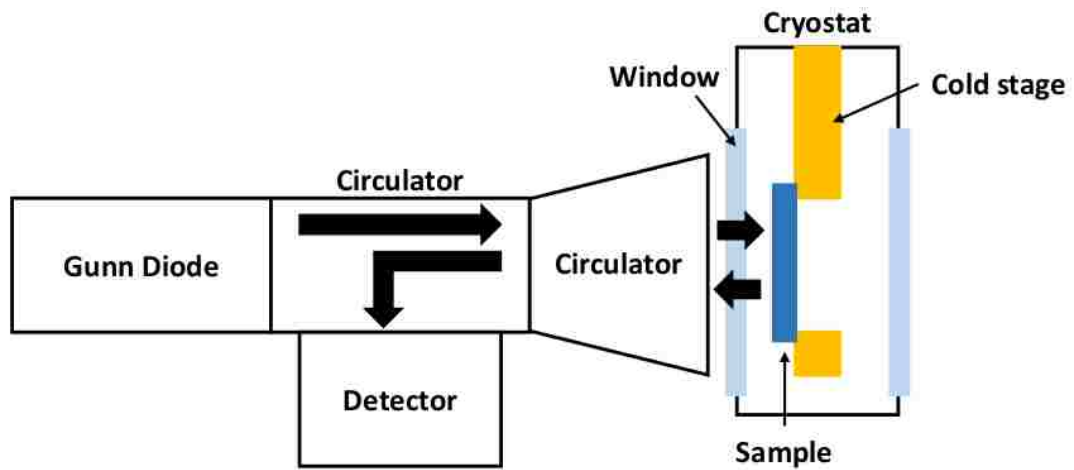 Cryostat
Window
Cold stage
Circulator
Gunn Diode
Circulator
Detector
Sample